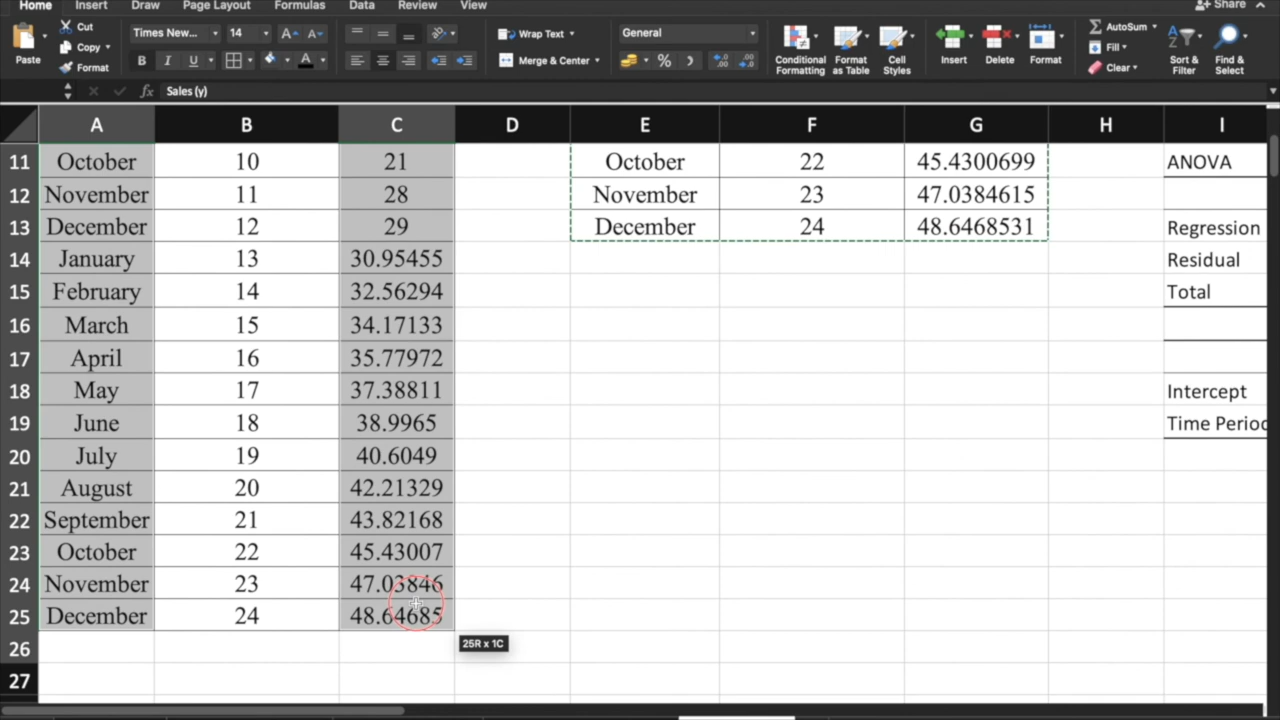 Home Insert Draw Page Layout Formulas Data Review View Share
Paste Cut Copy Format
Times New... 14 A A
B I U A
Wrap Text
Merge & Center
General
%
Conditional Formatting
Format as Table
Cell Styles
Insert
Delete
Format
AutoSum
Fill
Clear
Sort & Filter
Find & Select
fx Sales (y)
A B C D E F G H I
11 October 10 21 October 22 45.4300699 ANOVA
12 November 11 28 November 23 47.0384615
13 December 12 29 December 24 48.6468531 Regression
14 January 13 30.95455 Residual
15 February 14 32.56294 Total
16 March 15 34.17133
17 April 16 35.77972
18 May 17 37.38811 Intercept
19 June 18 38.9965 Time Period
20 July 19 40.6049
21 August 20 42.21329
22 September 21 43.82168
23 October 22 45.43007
24 November 23 47.03846
25 December 24 48.64685
26 25R x 1C
27